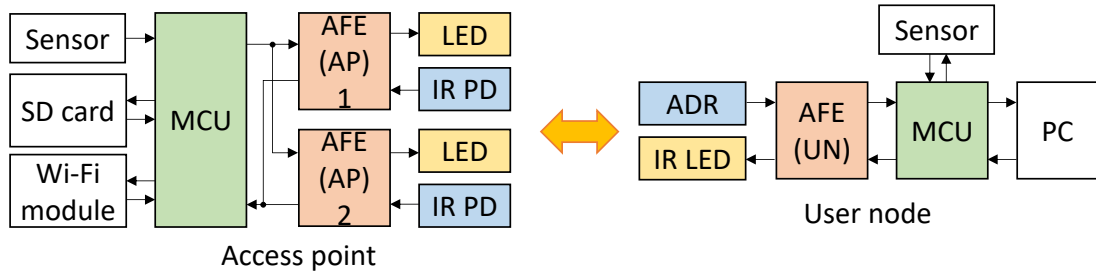 Sensor
SD card
Wi-Fi
module
MCU
AFE
(AP)
1
AFE
(AP)
2
LED
IR PD
LED
IR PD
Access point
Sensor
ADR
IR LED
AFE
(UN)
MCU
PC
User node